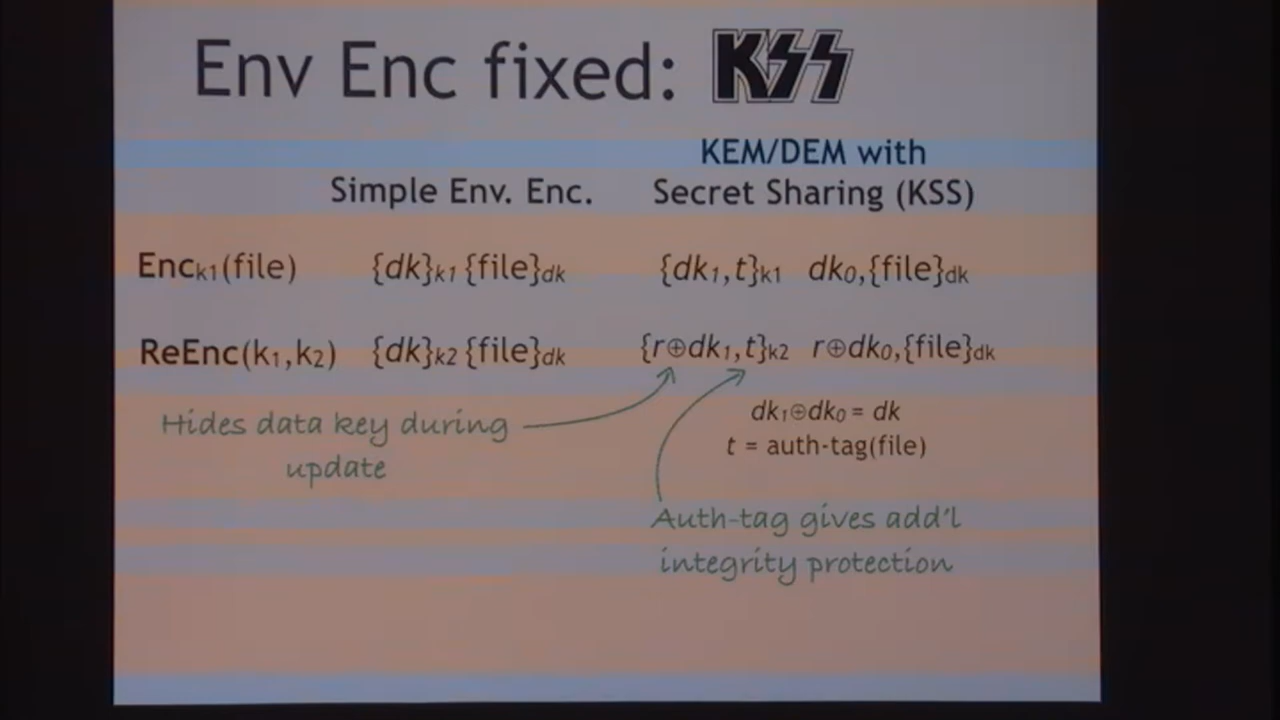 Env Enc fixed: KSS
KEM/DEM with
Simple Env. Enc. Secret Sharing (KSS)
Enck1(file) {dk}k1 {file}dk {dk1,t}k1 dk0,{file}dk
ReEnc(k1,k2) {dk}k2 {file}dk {r⊕dk1,t}k2 r⊕dk0,{file}dk
dk1⊕dk0 = dk
Hides data key during
t = auth-tag(file)
update
Auth-tag gives add'l
integrity protection